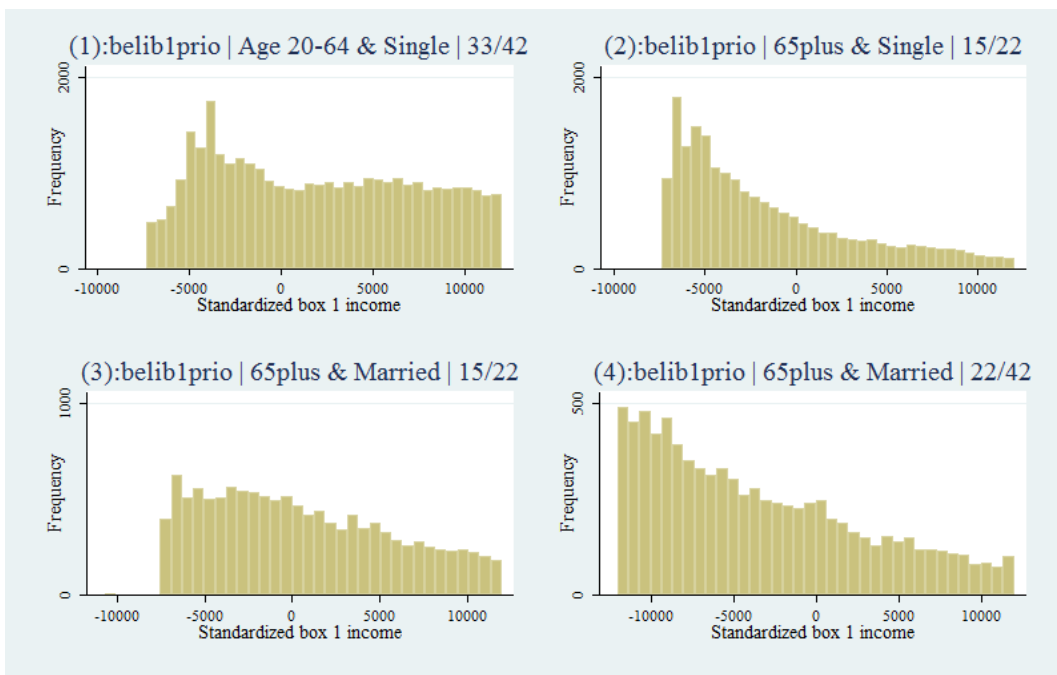 (1):belib1prio | Age 20-64 & Single | 33/42
2000
Frequency
0
-10000 -5000 0 5000 10000
Standardized box 1 income
(2):belib1prio | 65plus & Single | 15/22
2000
Frequency
0
-10000 -5000 0 5000 10000
Standardized box 1 income
(3):belib1prio | 65plus & Married | 15/22
1000
Frequency
0
-10000 -5000 0 5000 10000
Standardized box 1 income
(4):belib1prio | 65plus & Married | 22/42
500
Frequency
0
-10000 -5000 0 5000 10000
Standardized box 1 income